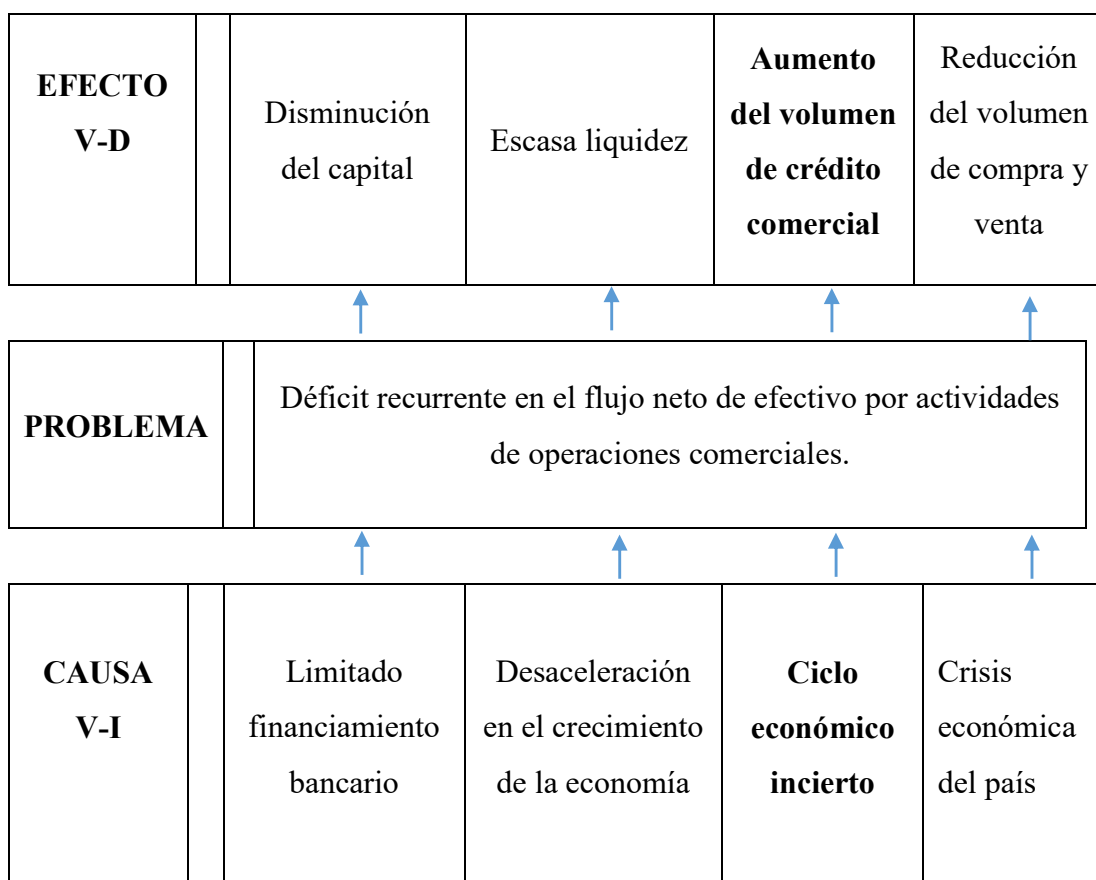 EFECTO
V-D
Disminución
del capital
Escasa liquidez
Aumento
del volumen
de crédito
comercial
Reducción
del volumen
de compra y
venta
PROBLEMA
Déficit recurrente en el flujo neto de efectivo por actividades
de operaciones comerciales.
CAUSA
V-I
Limitado
financiamiento
bancario
Desaceleración
en el crecimiento
de la economía
Ciclo
económico
incierto
Crisis
económica
del país